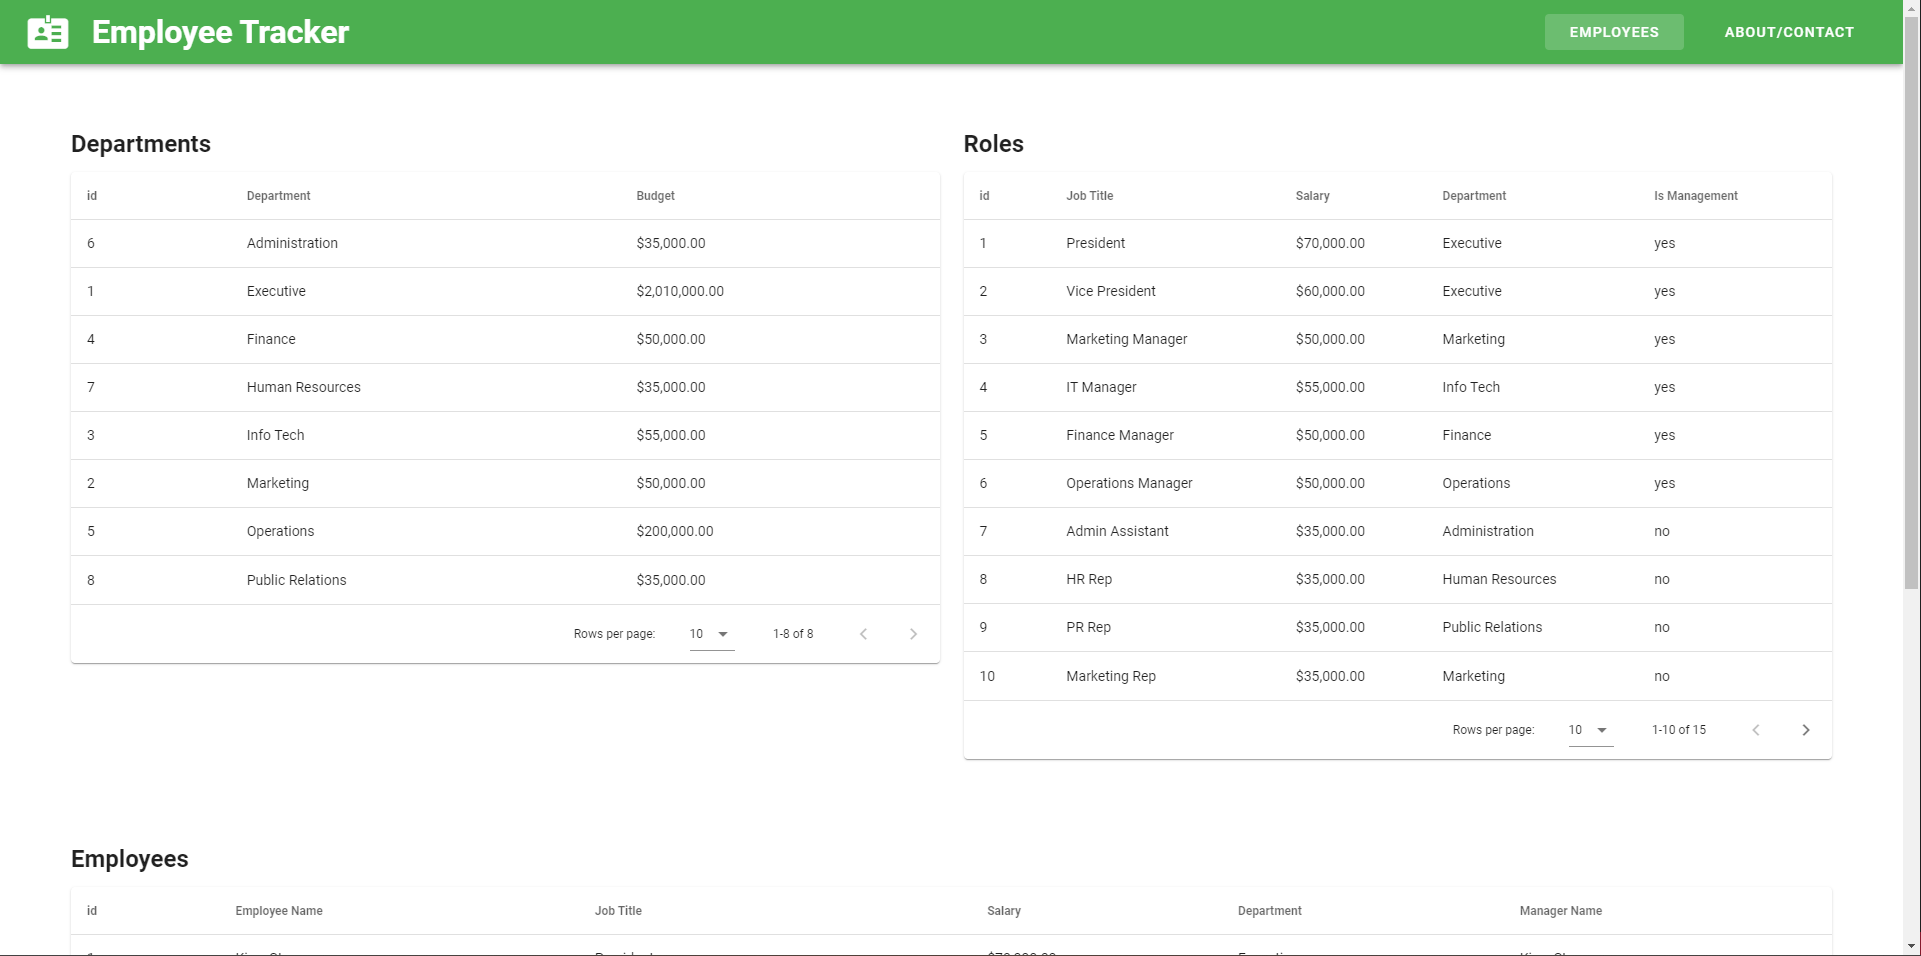 Employee Tracker
EMPLOYEES
ABOUT/CONTACT
Departments
id Department Budget
6 Administration $35,000.00
1 Executive $2,010,000.00
4 Finance $50,000.00
7 Human Resources $35,000.00
3 Info Tech $55,000.00
2 Marketing $50,000.00
5 Operations $200,000.00
8 Public Relations $35,000.00
Rows per page: 10 1-8 of 8
Roles
id Job Title Salary Department Is Management
1 President $70,000.00 Executive yes
2 Vice President $60,000.00 Executive yes
3 Marketing Manager $50,000.00 Marketing yes
4 IT Manager $55,000.00 Info Tech yes
5 Finance Manager $50,000.00 Finance yes
6 Operations Manager $50,000.00 Operations yes
7 Admin Assistant $35,000.00 Administration no
8 HR Rep $35,000.00 Human Resources no
9 PR Rep $35,000.00 Public Relations no
10 Marketing Rep $35,000.00 Marketing no
Rows per page: 10 1-10 of 15
Employees
id Employee Name Job Title Salary Department Manager Name